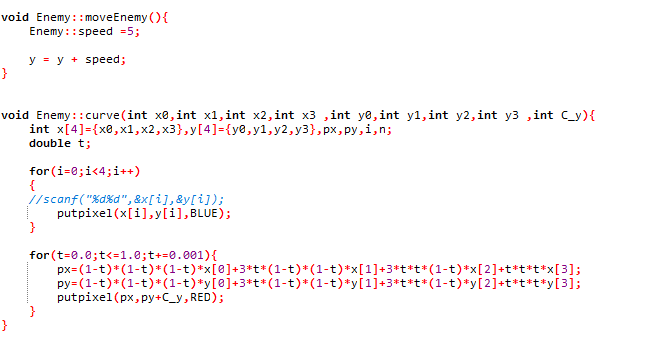 void Enemy::moveEnemy(){
    Enemy::speed =5;

    y = y + speed;
}


void Enemy::curve(int x0,int x1,int x2,int x3 ,int y0,int y1,int y2,int y3 ,int C_y){
    int x[4]={x0,x1,x2,x3},y[4]={y0,y1,y2,y3},px,py,i,n;
    double t;

    for(i=0;i<4;i++)
    {
    //scanf("%d%d",&x[i],&y[i]);
        putpixel(x[i],y[i],BLUE);
    }

    for(t=0.0;t<=1.0;t+=0.001){
        px=(1-t)*(1-t)*(1-t)*x[0]+3*t*(1-t)*(1-t)*x[1]+3*t*t*(1-t)*x[2]+t*t*t*x[3];
        py=(1-t)*(1-t)*(1-t)*y[0]+3*t*(1-t)*(1-t)*y[1]+3*t*t*(1-t)*y[2]+t*t*t*y[3];
        putpixel(px,py+C_y,RED);
    }
}